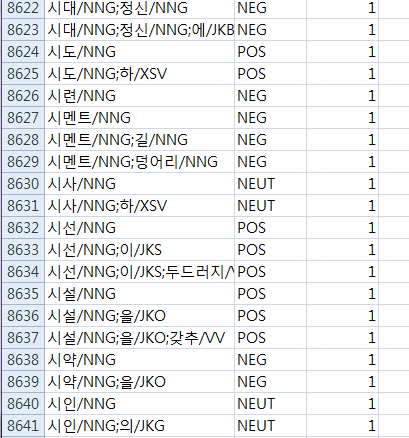 8622 시대/NNG;정신/NNG NEG 1
8623 시대/NNG;정신/NNG;에/JKB NEG 1
8624 시도/NNG POS 1
8625 시도/NNG;하/XSV POS 1
8626 시련/NNG NEG 1
8627 시멘트/NNG NEG 1
8628 시멘트/NNG;길/NNG NEG 1
8629 시멘트/NNG;덩어리/NNG NEG 1
8630 시사/NNG NEUT 1
8631 시사/NNG;하/XSV NEUT 1
8632 시선/NNG POS 1
8633 시선/NNG;이/JKS POS 1
8634 시선/NNG;이/JKS;두드러지/ POS 1
8635 시설/NNG POS 1
8636 시설/NNG;을/JKO POS 1
8637 시설/NNG;을/JKO;갖추/VV POS 1
8638 시약/NNG NEG 1
8639 시약/NNG;을/JKO NEG 1
8640 시인/NNG NEUT 1
8641 시인/NNG;의/JKG NEUT 1